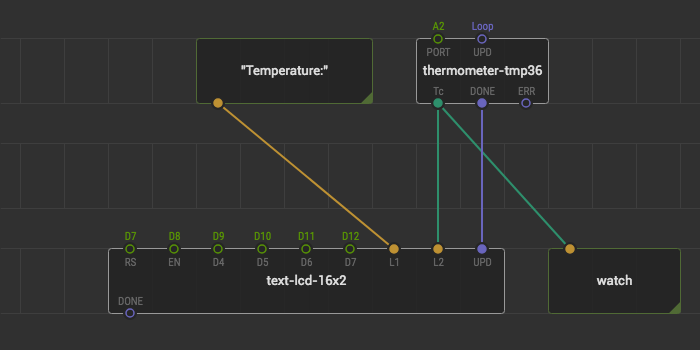 A2 Loop
PORT UPD
"Temperature:"
thermometer-tmp36
Tc DONE ERR
D7 D8 D9 D10 D11 D12
RS EN D4 D5 D6 D7 L1 L2 UPD
text-lcd-16x2
watch
DONE